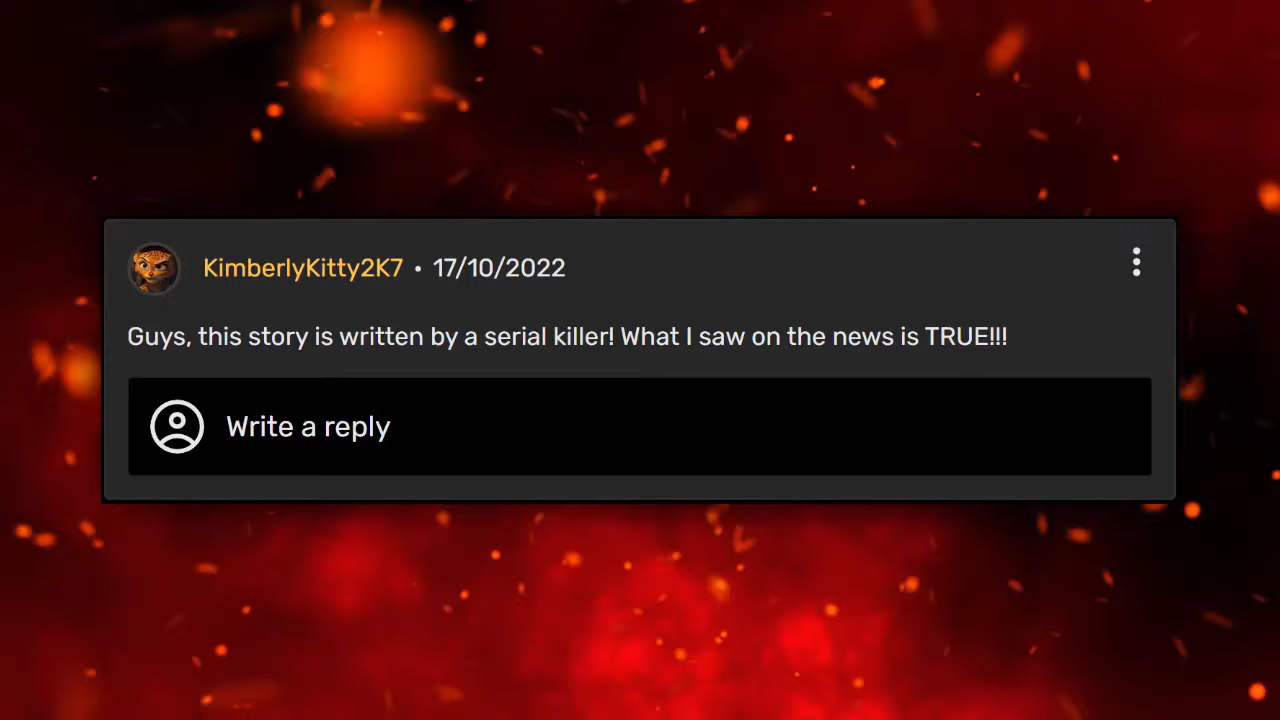 KimberlyKitty2K7 • 17/10/2022
Guys, this story is written by a serial killer! What I saw on the news is TRUE!!!
Write a reply